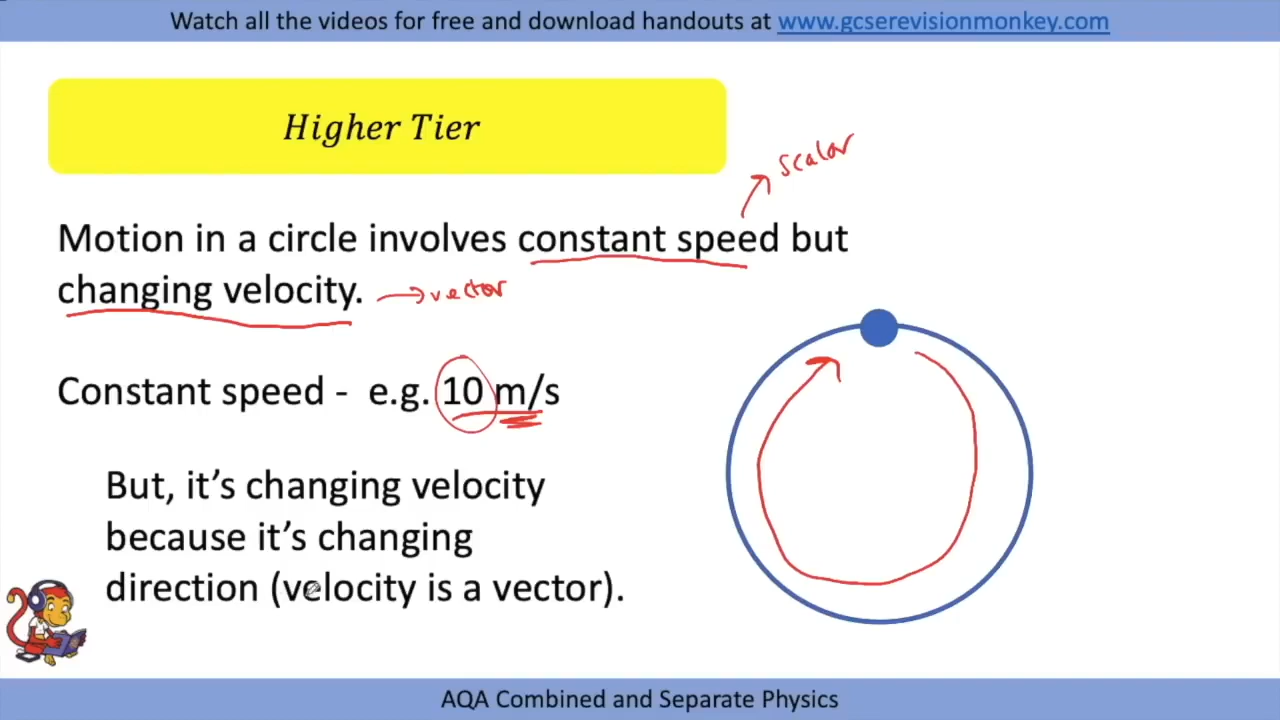 Watch all the videos for free and download handouts at www.gcserevisionmonkey.com
Higher Tier
scalar
Motion in a circle involves constant speed but
changing velocity. →vector
Constant speed - e.g. 10 m/s
But, it's changing velocity
because it's changing
direction (velocity is a vector).
AQA Combined and Separate Physics